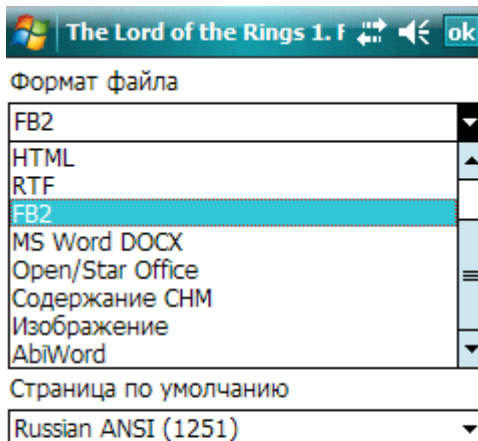 The Lord of the Rings 1. F ok
Формат файла
FB2
HTML
RTF
FB2
MS Word DOCX
Open/Star Office
Содержание CHM
Изображение
AbiWord
Страница по умолчанию
Russian ANSI (1251)